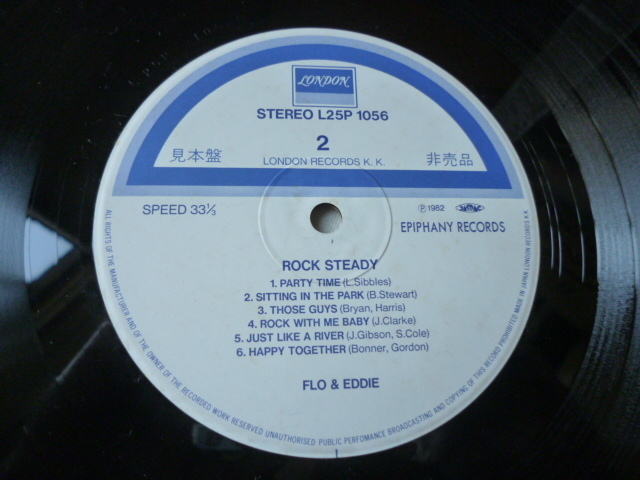 LONDON
STEREO L25P 1056
2
見本盤
非売品
LONDON RECORDS K. K.
SPEED 33⅓
Ⓟ1982
EPIPHANY RECORDS
ROCK STEADY
1. PARTY TIME (L.Sibbles)
2. SITTING IN THE PARK (B.Stewart)
3. THOSE GUYS (Bryan, Harris)
4. ROCK WITH ME BABY (J.Clarke)
5. JUST LIKE A RIVER (J.Gibson, S.Cole)
6. HAPPY TOGETHER (Bonner, Gordon)
FLO & EDDIE
ALL RIGHTS OF THE MANUFACTURER AND OF THE OWNER OF THE RECORDED WORK RESERVED UNAUTHORISED PUBLIC PERFOMANCE BROADCASTING AND COPYING OF THIS RECORD PROHIBITED MADE IN JAPAN LONDON RECORDS K.K.